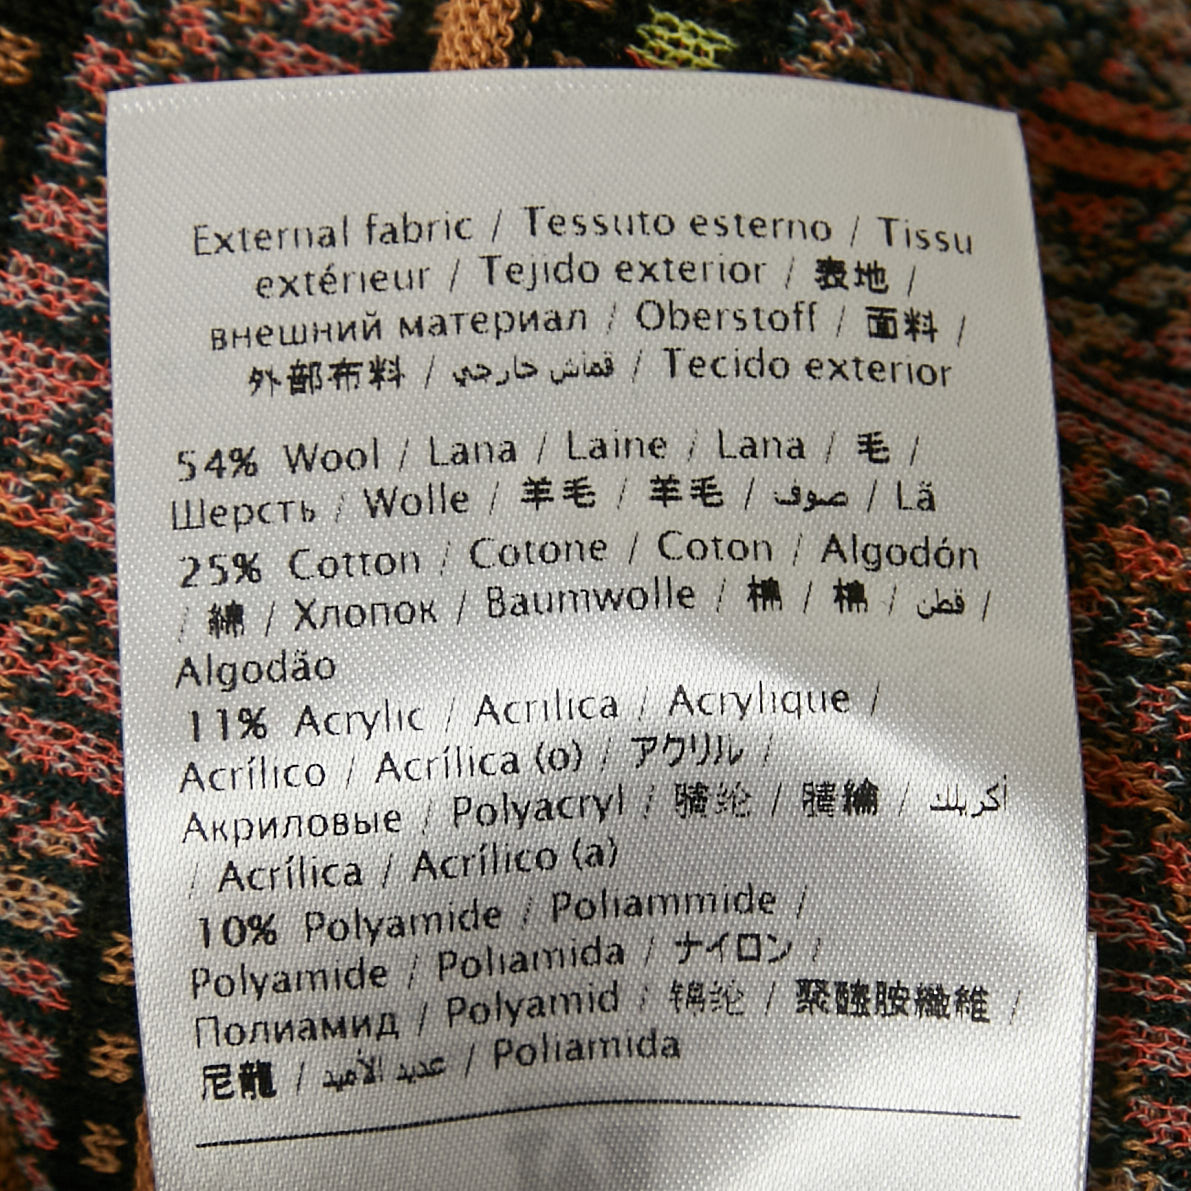 External fabric / Tessuto esterno / Tissu
extérieur / Tejido exterior / 表地 /
внешний материал / Oberstoff / 面料 /
外部布料 / قماش خارجي / Tecido exterior
54% Wool / Lana / Laine / Lana / 毛 /
Шерсть / Wolle / 羊毛 / 羊毛 / صوف / Lã
25% Cotton / Cotone / Coton / Algodón
/ 綿 / Хлопок / Baumwolle / 棉 / 棉 / قطن /
Algodão
11% Acrylic / Acrilica / Acrylique /
Acrílico / Acrílica (o) / アクリル /
Акриловые / Polyacryl / 腈纶 / 腈綸 / أكريلك
/ Acrílica / Acrílico (a)
10% Polyamide / Poliammide /
Polyamide / Poliamida / ナイロン /
Полиамид / Polyamid / 锦纶 / 聚醯胺纖維 /
尼龍 / عديد الأميد / Poliamida